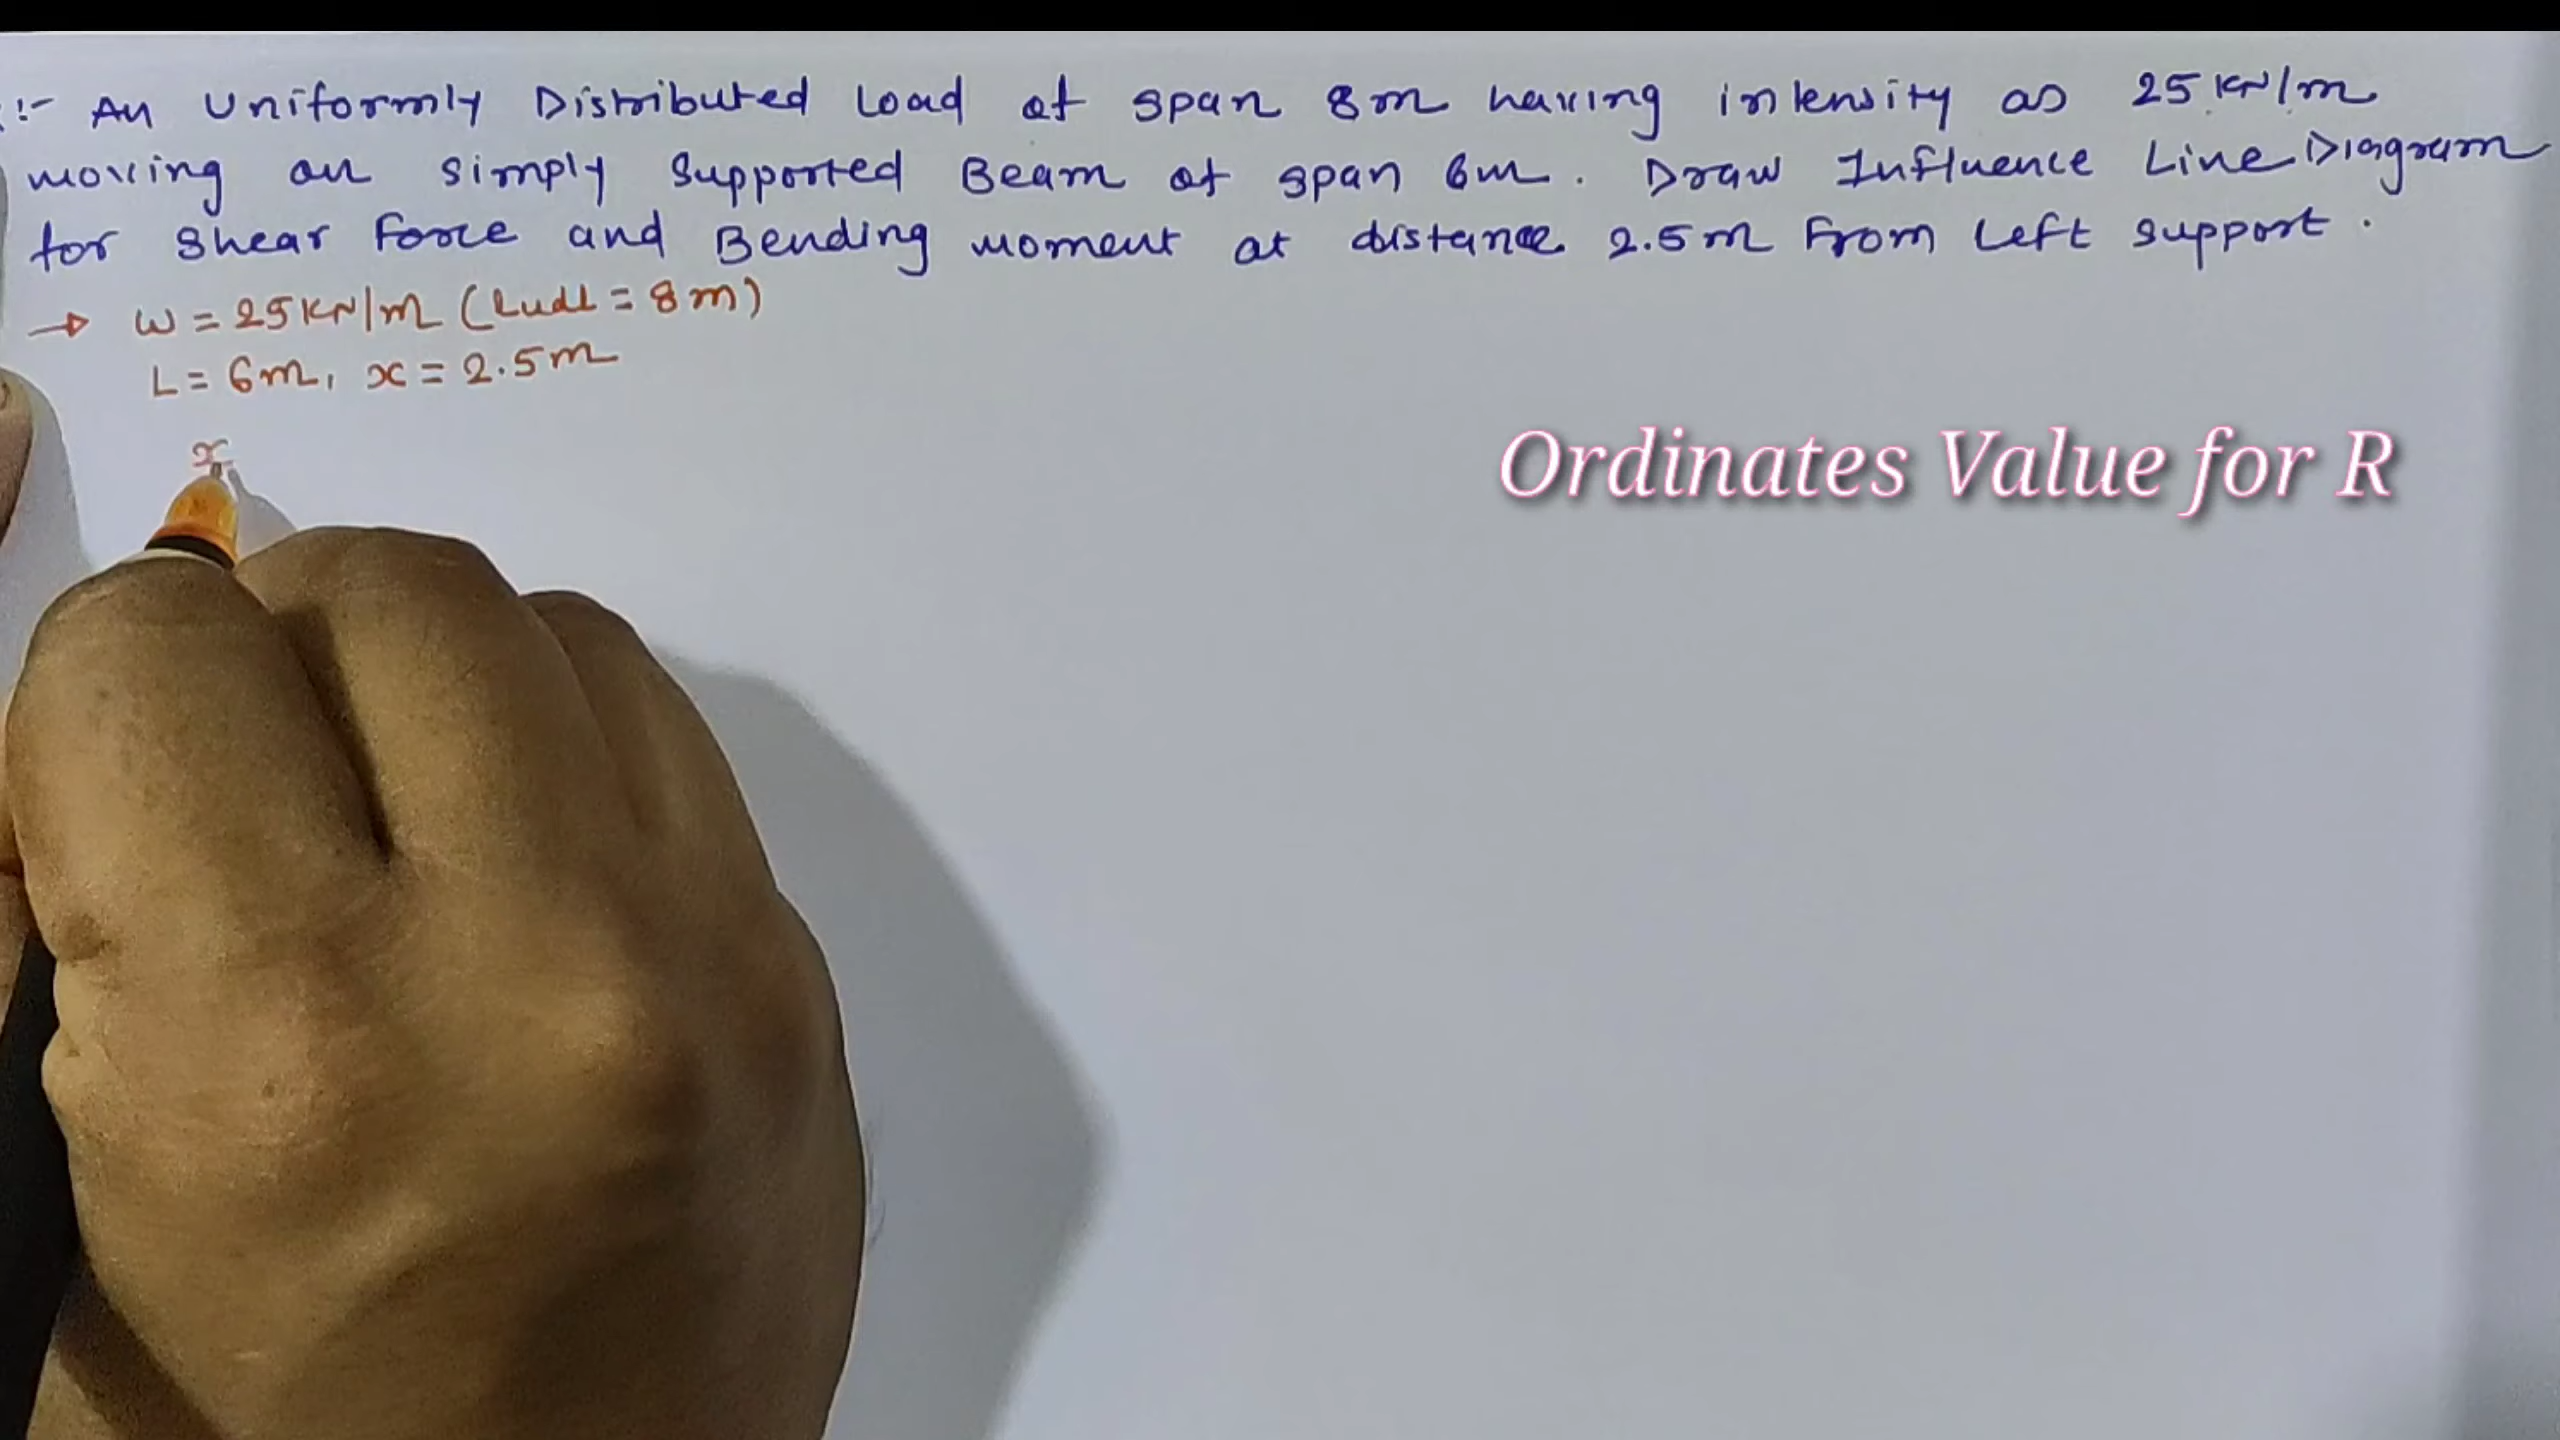 :- An Uniformly Distributed Load of span 8m having intensity as 25 KN/m
moving on simply supported Beam of span 6m. Draw Influence Line Diagram
for shear force and Bending moment at distance 2.5m from Left support.
→ W = 25 KN/m (Ludl = 8m)
L = 6m, x = 2.5m
x
Ordinates Value for R